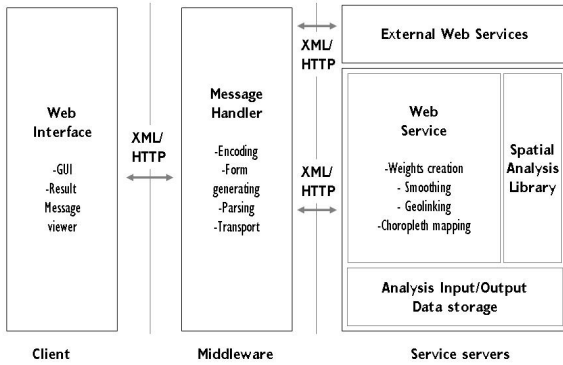 Web
Interface
-GUI
-Result
Message
viewer
XML/
HTTP
Message
Handler
-Encoding
-Form
generating
-Parsing
-Transport
XML/
HTTP
XML/
HTTP
External Web Services
Web
Service
-Weights creation
- Smoothing
- Geolinking
-Choropleth mapping
Spatial
Analysis
Library
Analysis Input/Output
Data storage
Client
Middleware
Service servers